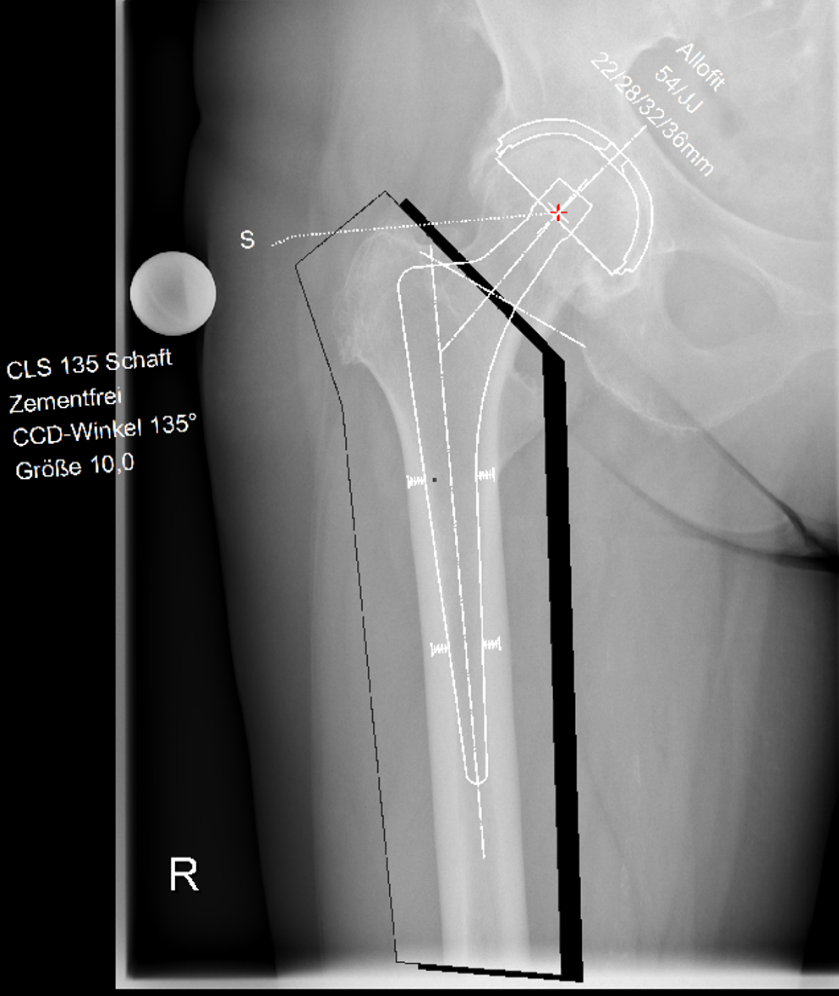 Allofit
54/JJ
22/28/32/36mm
S
CLS 135 Schaft
Zementfrei
CCD-Winkel 135°
Größe 10,0
R